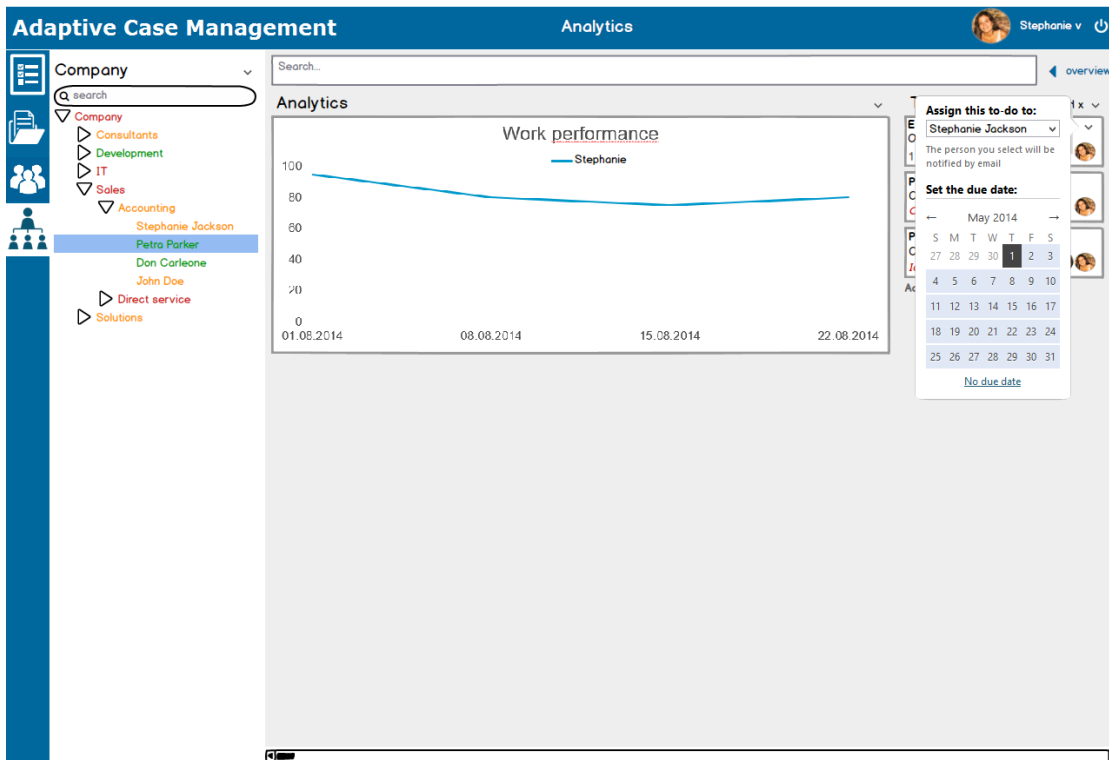 Adaptive Case Management
Analytics
Stephanie v
Company
search
Company
Consultants
Development
IT
Sales
Accounting
Stephanie Jackson
Petra Parker
Don Carleone
John Doe
Direct service
Solutions
Search...
overview
Analytics
Work performance
Stephanie
100
80
60
40
20
0
01.08.2014 08.08.2014 15.08.2014 22.08.2014
Assign this to-do to:
Stephanie Jackson
The person you select will be
notified by email
Set the due date:
← May 2014 →
S M T W T F S
27 28 29 30 1 2 3
4 5 6 7 8 9 10
11 12 13 14 15 16 17
18 19 20 21 22 23 24
25 26 27 28 29 30 31
No due date